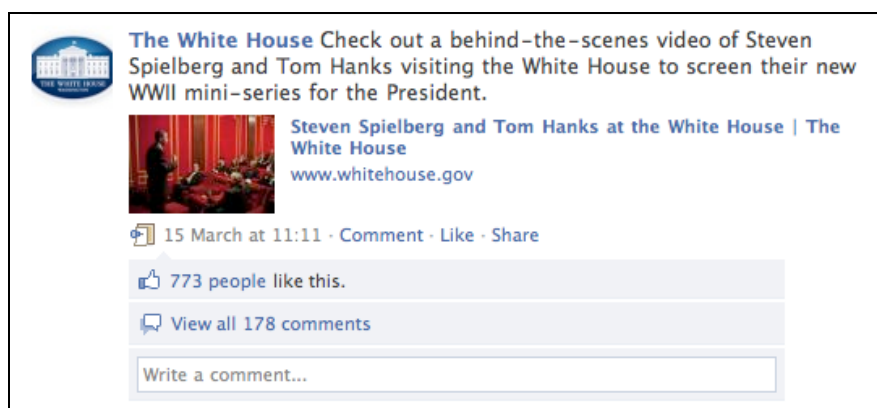 The White House Check out a behind-the-scenes video of Steven
Spielberg and Tom Hanks visiting the White House to screen their new
WWII mini-series for the President.
THE WHITE HOUSE
Steven Spielberg and Tom Hanks at the White House | The
White House
www.whitehouse.gov
15 March at 11:11 · Comment · Like · Share
773 people like this.
View all 178 comments
Write a comment...